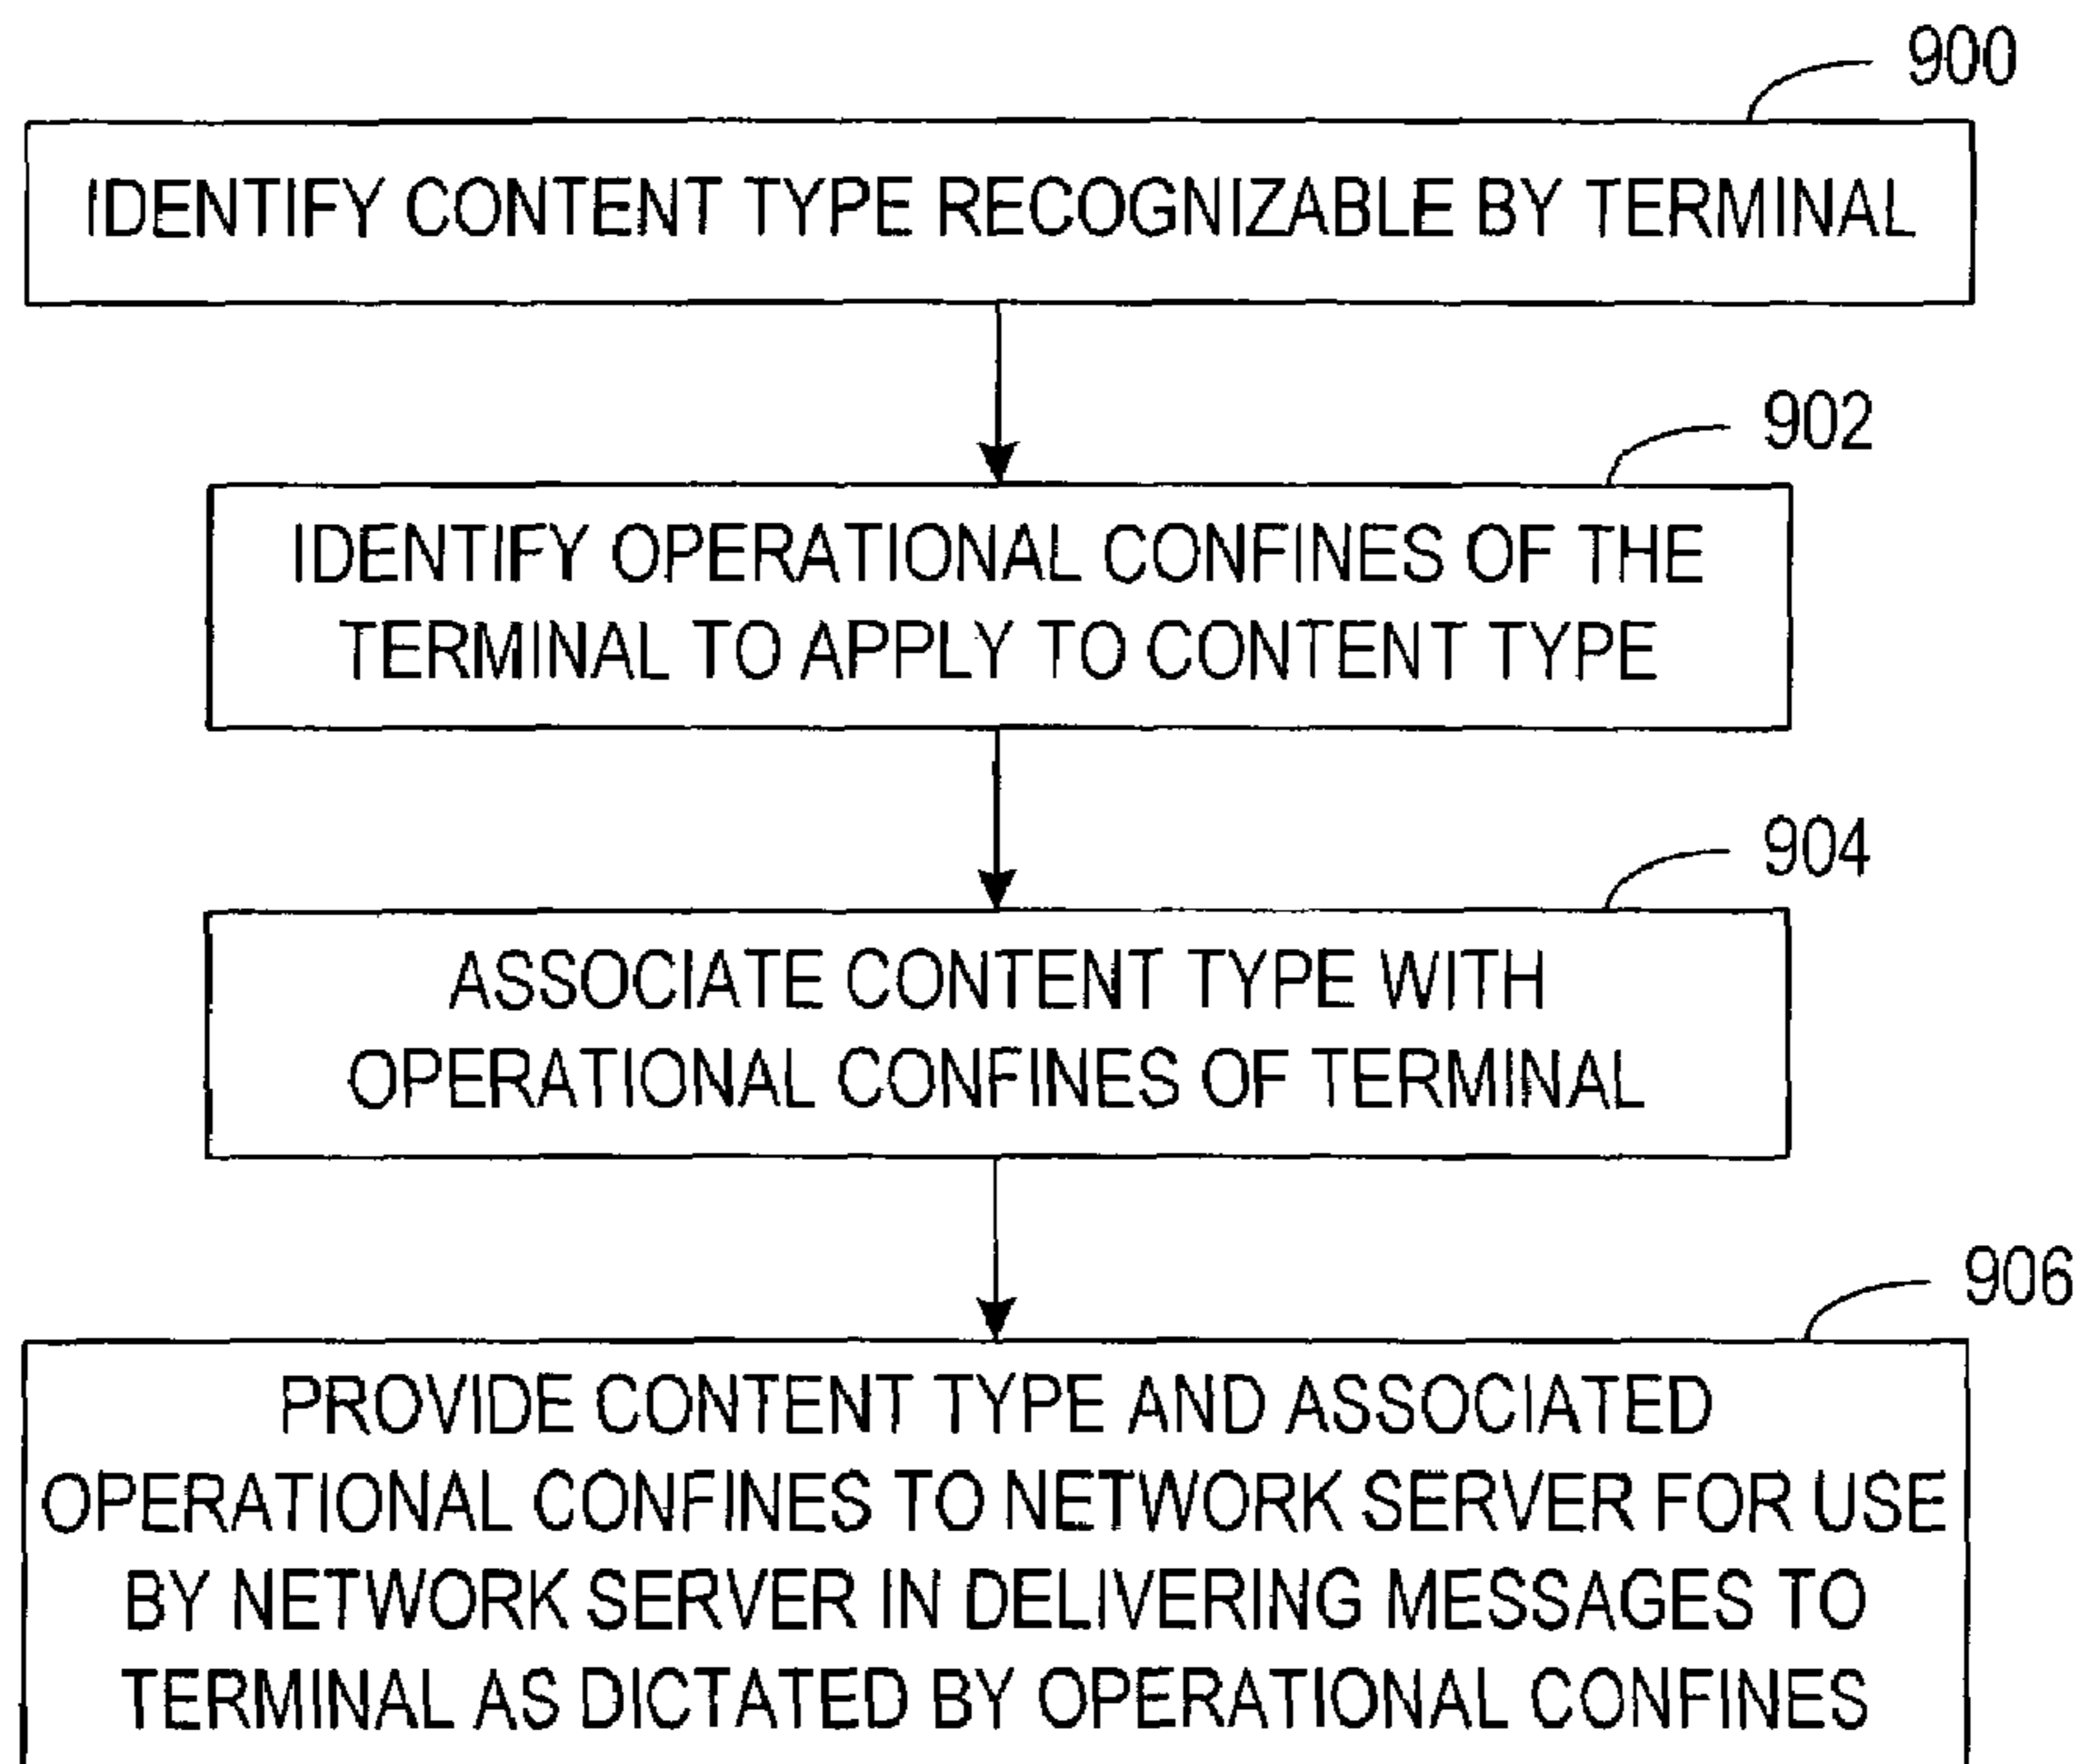 900
IDENTIFY CONTENT TYPE RECOGNIZABLE BY TERMINAL
902
IDENTIFY OPERATIONAL CONFINES OF THE
TERMINAL TO APPLY TO CONTENT TYPE
904
ASSOCIATE CONTENT TYPE WITH
OPERATIONAL CONFINES OF TERMINAL
906
PROVIDE CONTENT TYPE AND ASSOCIATED
OPERATIONAL CONFINES TO NETWORK SERVER FOR USE
BY NETWORK SERVER IN DELIVERING MESSAGES TO
TERMINAL AS DICTATED BY OPERATIONAL CONFINES